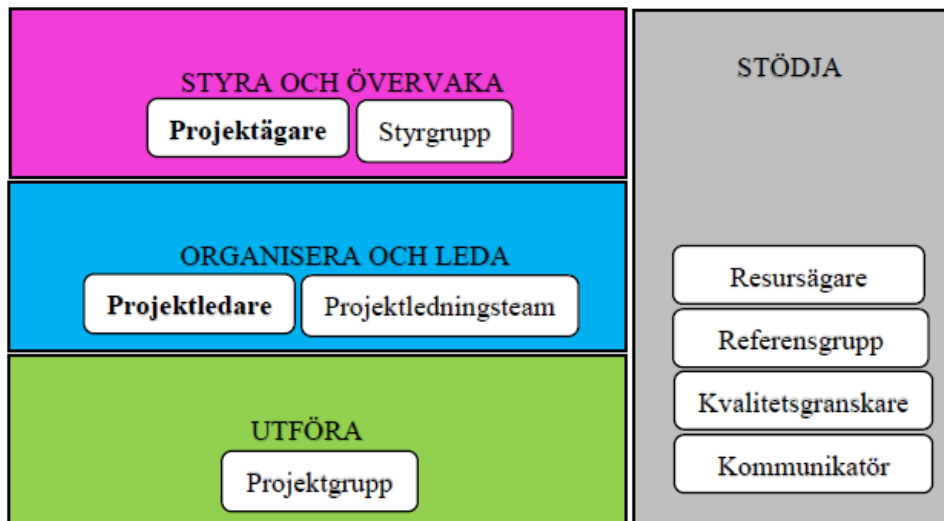 STYRA OCH ÖVERVAKA
Projektägare
Styrgrupp
ORGANISERA OCH LEDA
Projektledare
Projektledningsteam
UTFÖRA
Projektgrupp
STÖDJA
Resursägare
Referensgrupp
Kvalitetsgranskare
Kommunikatör